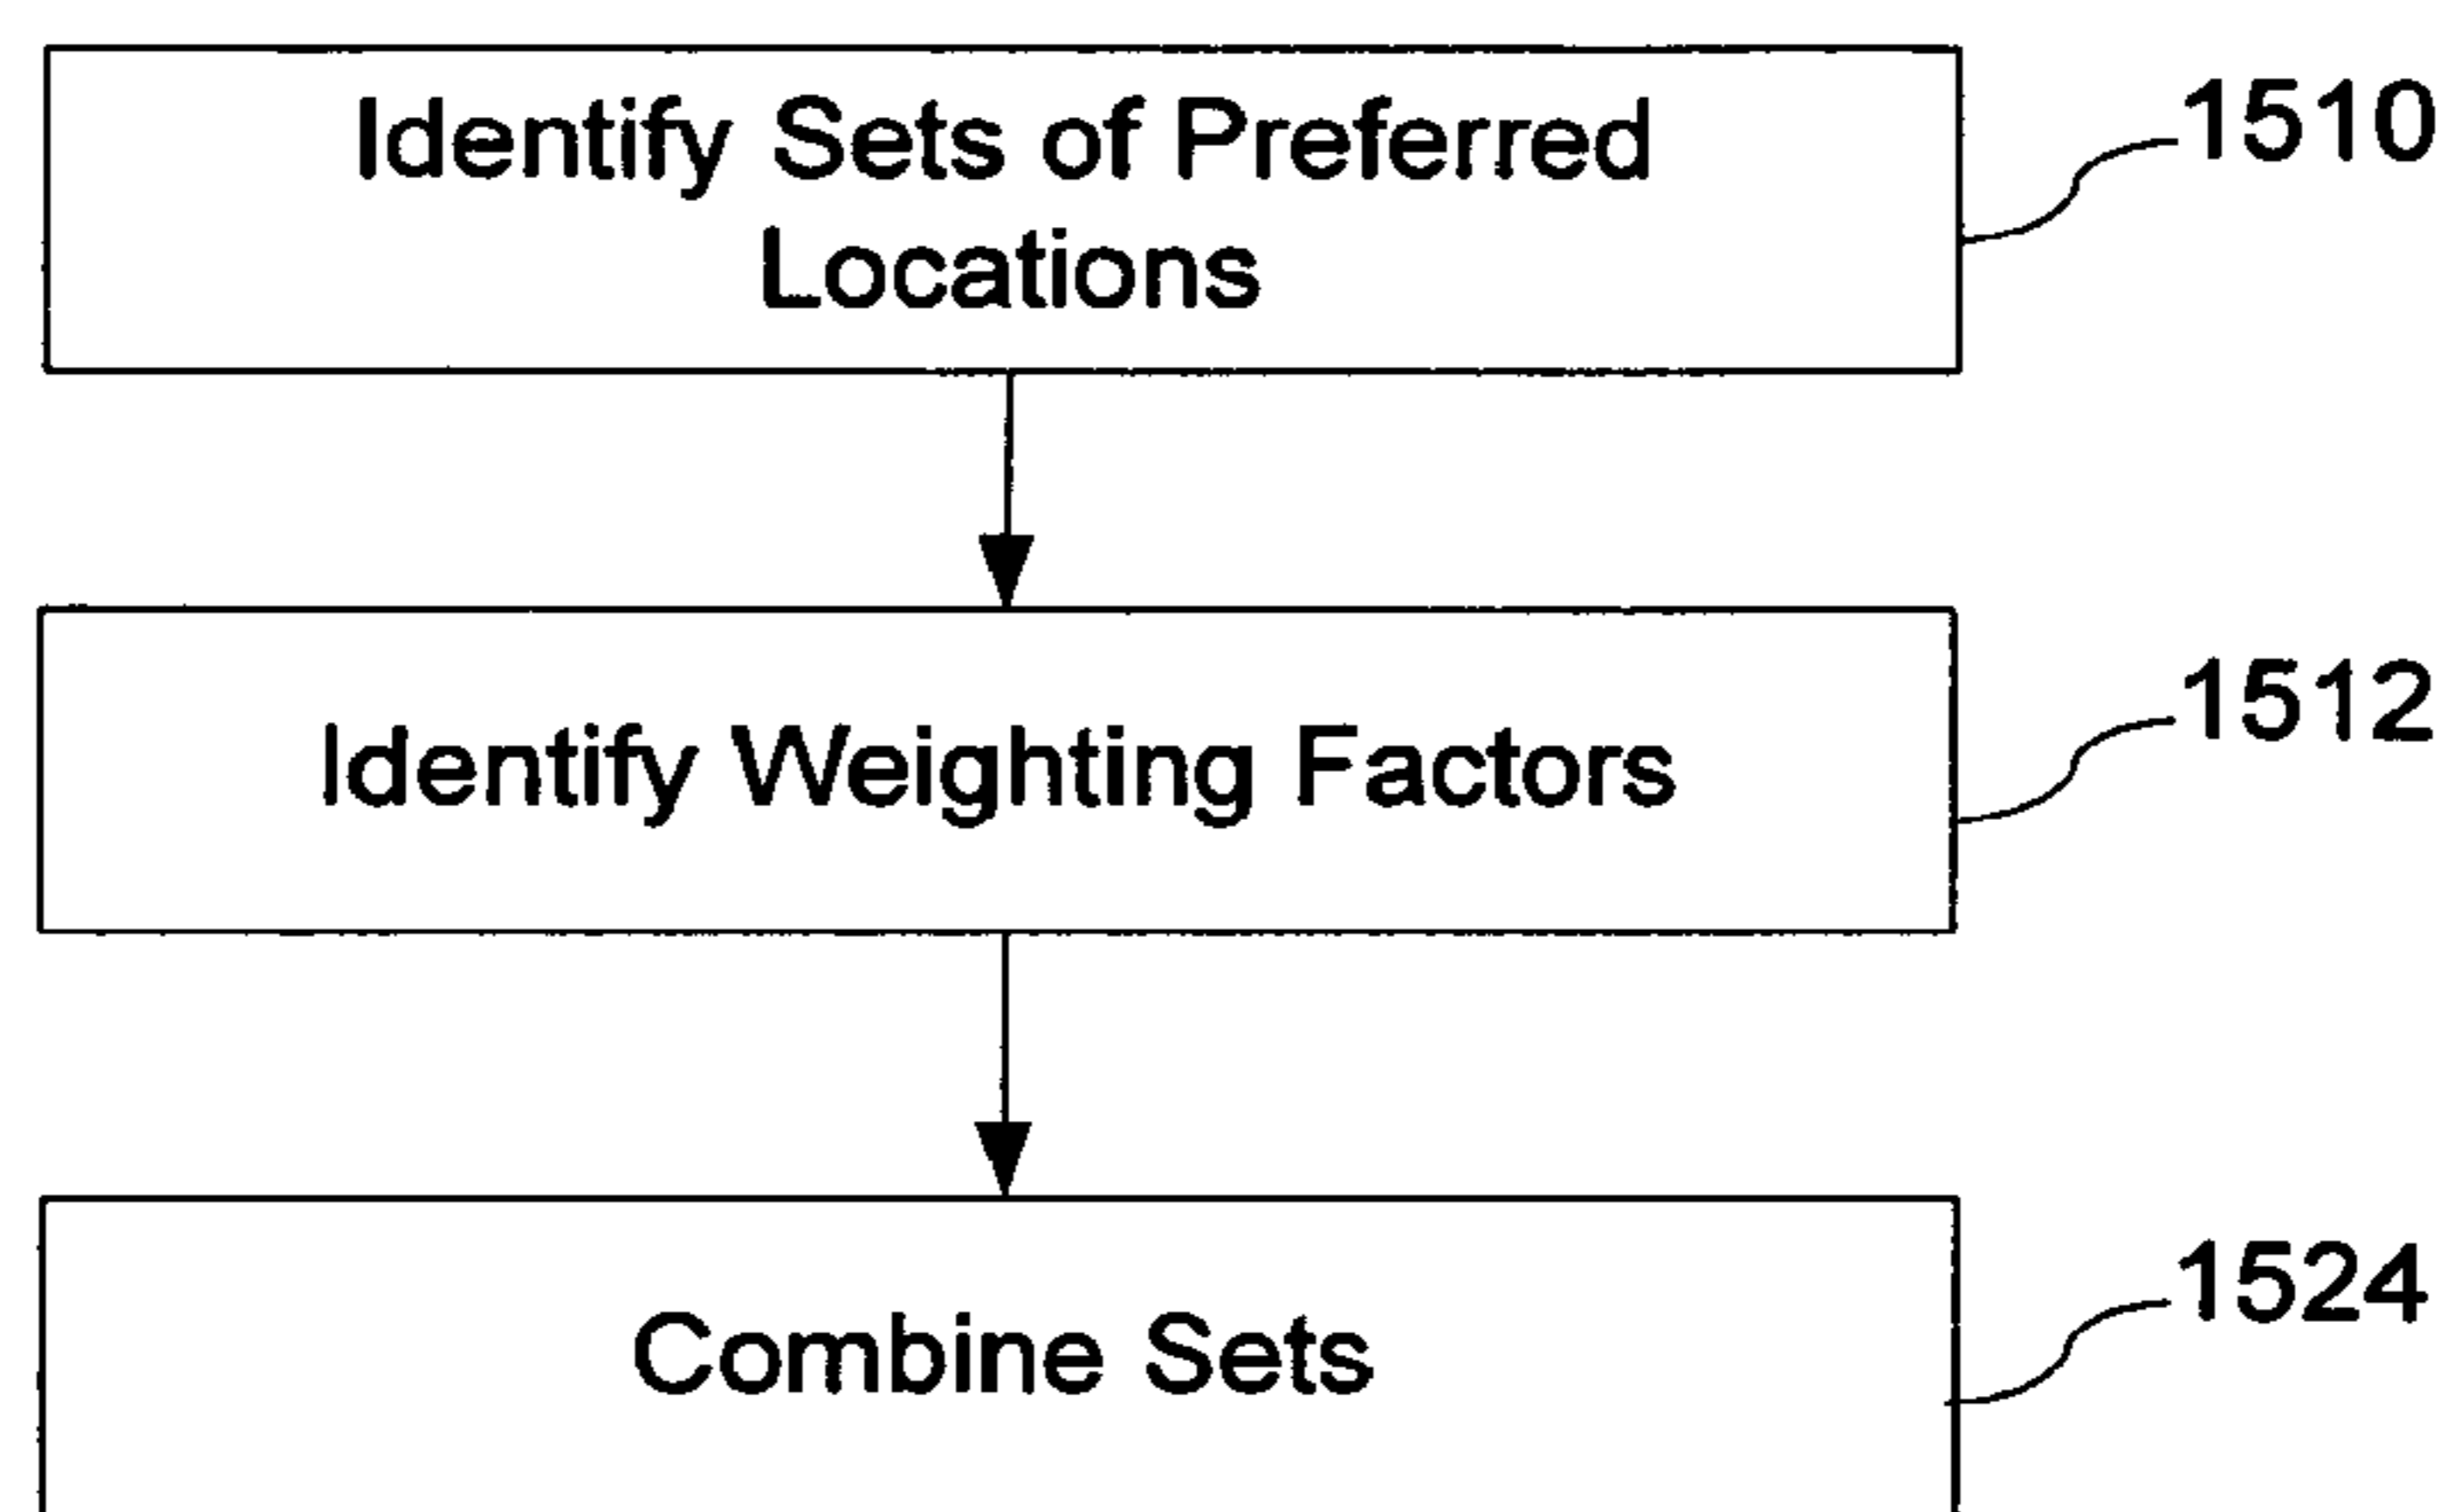 Identify Sets of Preferred
Locations
1510
Identify Weighting Factors
1512
Combine Sets
1524